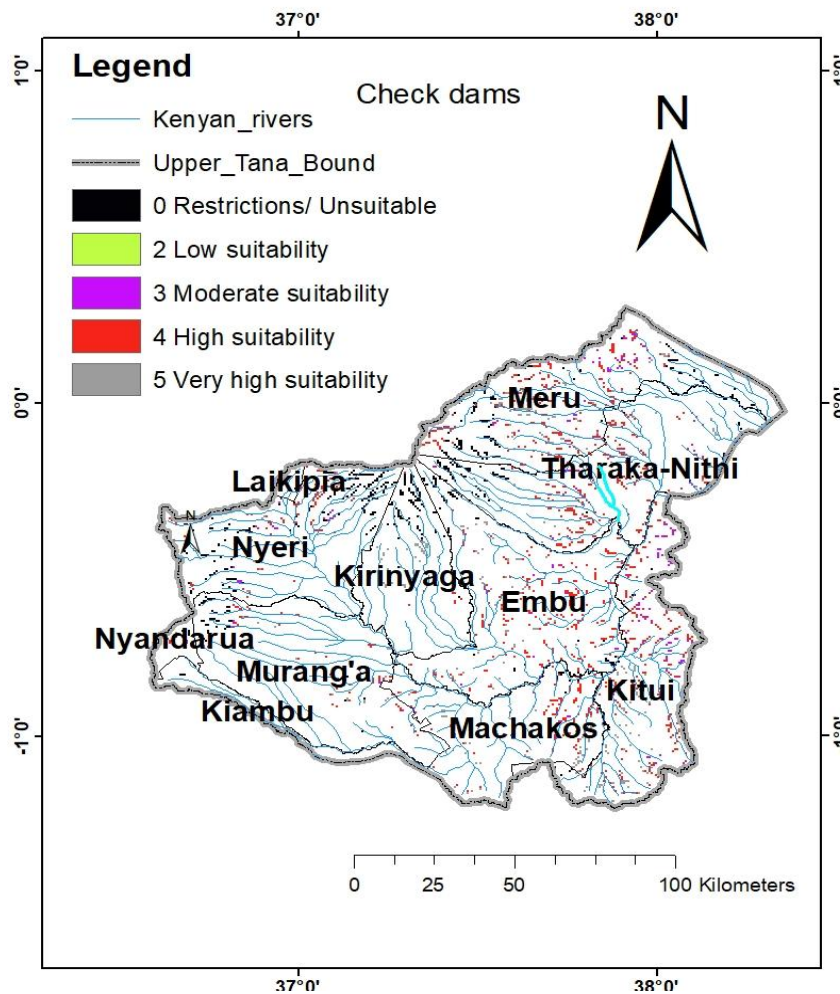 37°0' 38°0'
1°0'
Legend
Check dams
N
Kenyan_rivers
Upper_Tana_Bound
0 Restrictions/ Unsuitable
2 Low suitability
3 Moderate suitability
4 High suitability
5 Very high suitability
0°0'
Meru
Tharaka-Nithi
Laikipia
N
Nyeri
Kirinyaga
Embu
Nyandarua
Murang'a
Kitui
Kiambu
Machakos
-1°0'
0 25 50 100 Kilometers
37°0' 38°0'